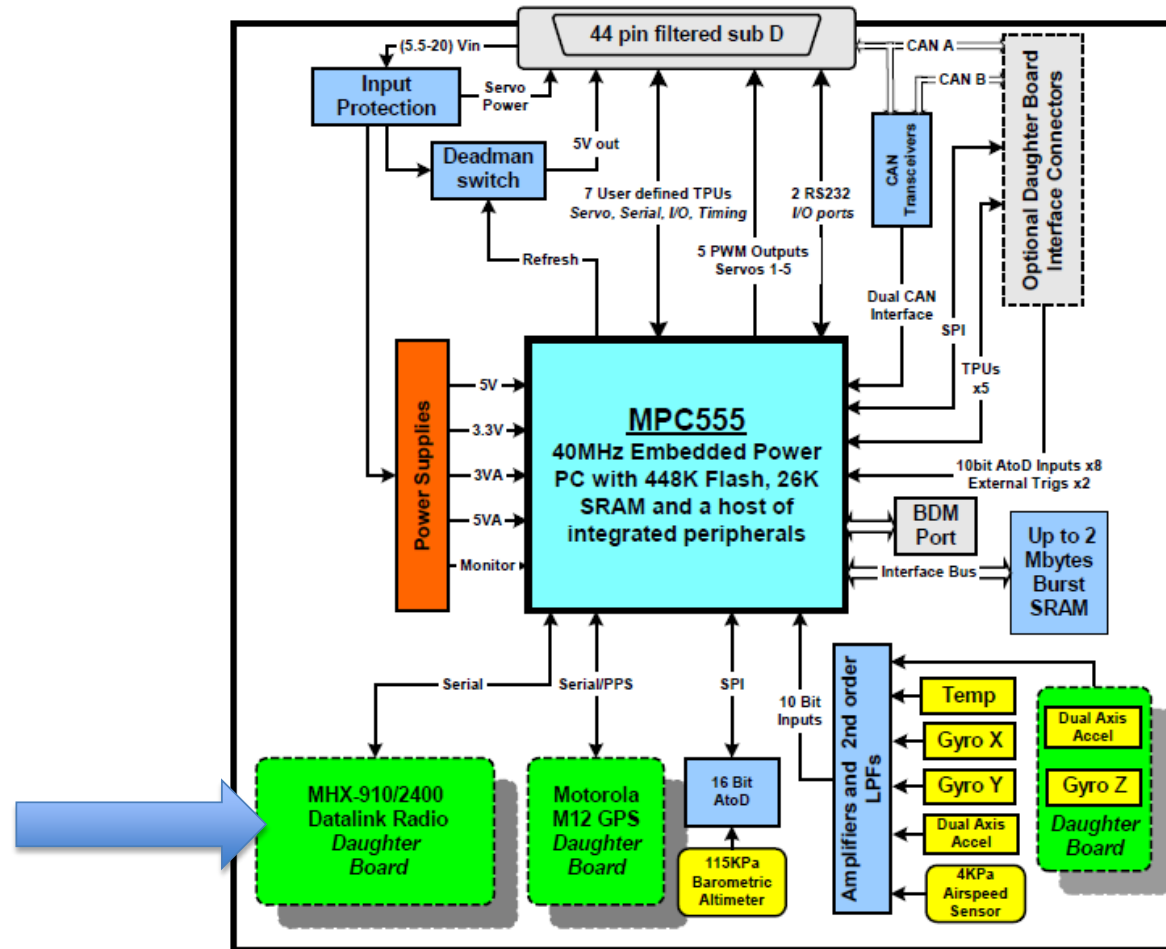 44 pin filtered sub D
(5.5-20) Vin
CAN A
CAN B
Input
Protection
Servo
Power
5V out
Deadman
switch
CAN
Transceivers
Optional Daughter Board
Interface Connectors
7 User defined TPUs
Servo, Serial, I/O, Timing
2 RS232
I/O ports
5 PWM Outputs
Servos 1-5
Refresh
Dual CAN
Interface
SPI
TPUs
x5
Power Supplies
5V
3.3V
3VA
5VA
Monitor
MPC555
40MHz Embedded Power
PC with 448K Flash, 26K
SRAM and a host of
integrated peripherals
10bit AtoD Inputs x8
External Trigs x2
BDM
Port
Interface Bus
Up to 2
Mbytes
Burst
SRAM
Serial
Serial/PPS
SPI
10 Bit
Inputs
Amplifiers and 2nd order
LPFs
Temp
Gyro X
Gyro Y
Dual Axis
Accel
4KPa
Airspeed
Sensor
Dual Axis
Accel
Gyro Z
Daughter
Board
MHX-910/2400
Datalink Radio
Daughter
Board
Motorola
M12 GPS
Daughter
Board
16 Bit
AtoD
115KPa
Barometric
Altimeter